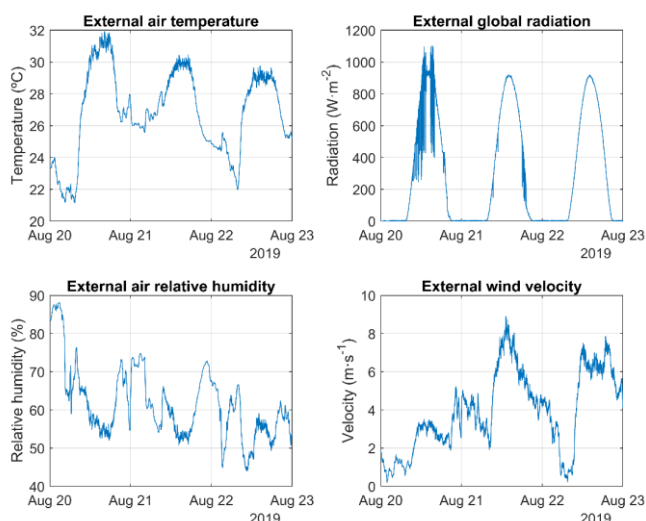 External air temperature
Temperature (ºC)
32
30
28
26
24
22
20
Aug 20 Aug 21 Aug 22 Aug 23
2019
External global radiation
Radiation (W·m-2)
1200
1000
800
600
400
200
0
Aug 20 Aug 21 Aug 22 Aug 23
2019
External air relative humidity
Relative humidity (%)
90
80
70
60
50
40
Aug 20 Aug 21 Aug 22 Aug 23
2019
External wind velocity
Velocity (m·s-1)
10
8
6
4
2
0
Aug 20 Aug 21 Aug 22 Aug 23
2019